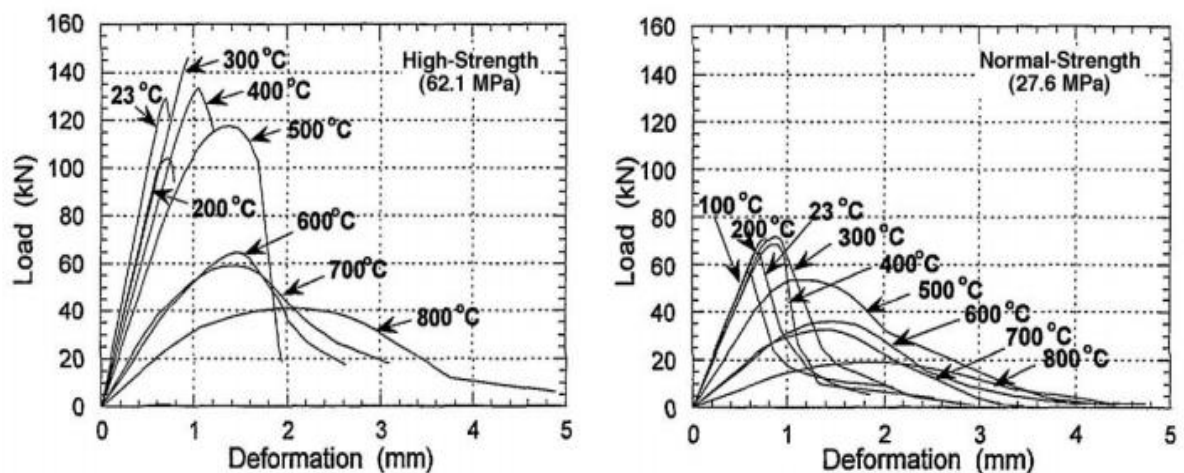 160
140
120
100
80
60
40
20
0
Load (kN)
High-Strength
(62.1 MPa)
300 °C
23 °C
400 °C
500 °C
200 °C
600 °C
700 °C
800 °C
0 1 2 3 4 5
Deformation (mm)
160
140
120
100
80
60
40
20
0
Load (kN)
Normal-Strength
(27.6 MPa)
100 °C
23 °C
200 °C
300 °C
400 °C
500 °C
600 °C
700 °C
800 °C
0 1 2 3 4 5
Deformation (mm)